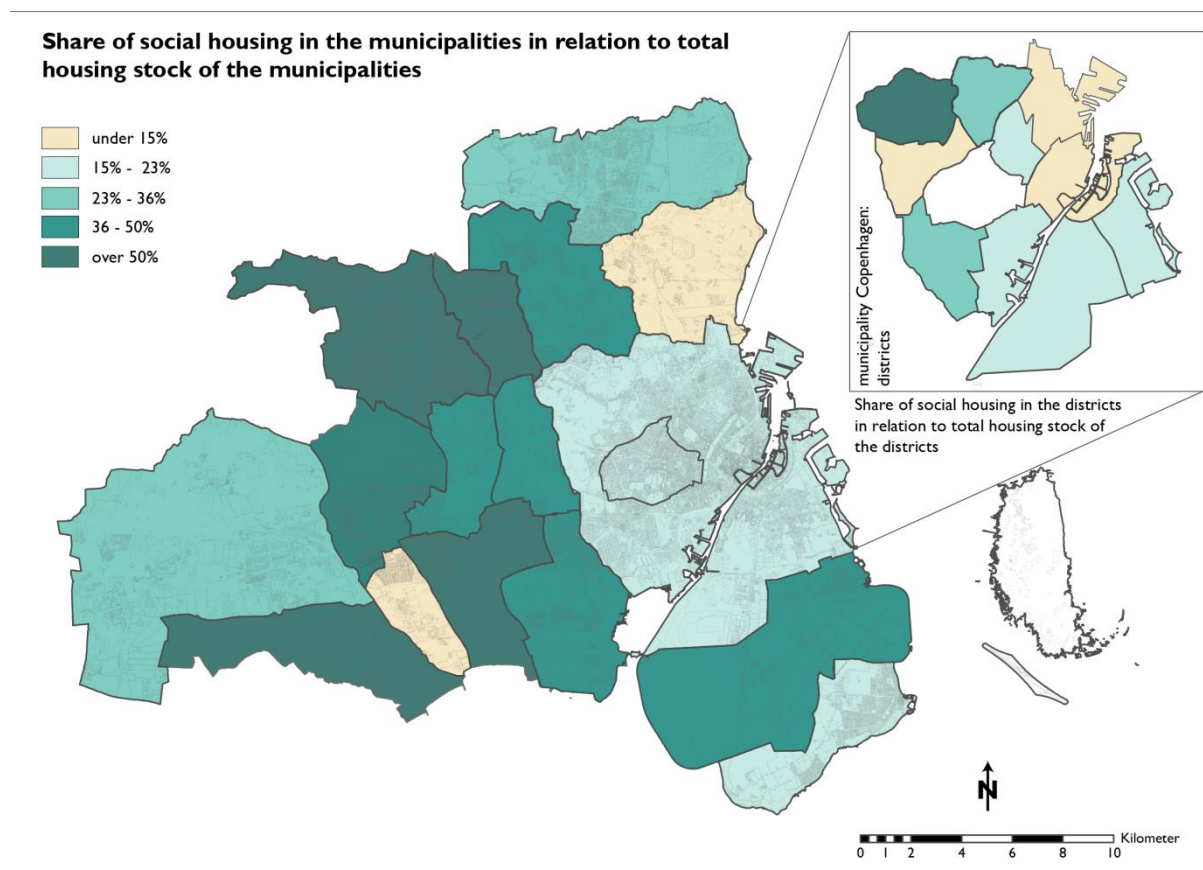 Share of social housing in the municipalities in relation to total
housing stock of the municipalities
under 15%
15% - 23%
23% - 36%
36 - 50%
over 50%
municipality Copenhagen:
districts
Share of social housing in the districts
in relation to total housing stock of
the districts
N
Kilometer
0 1 2 4 6 8 10